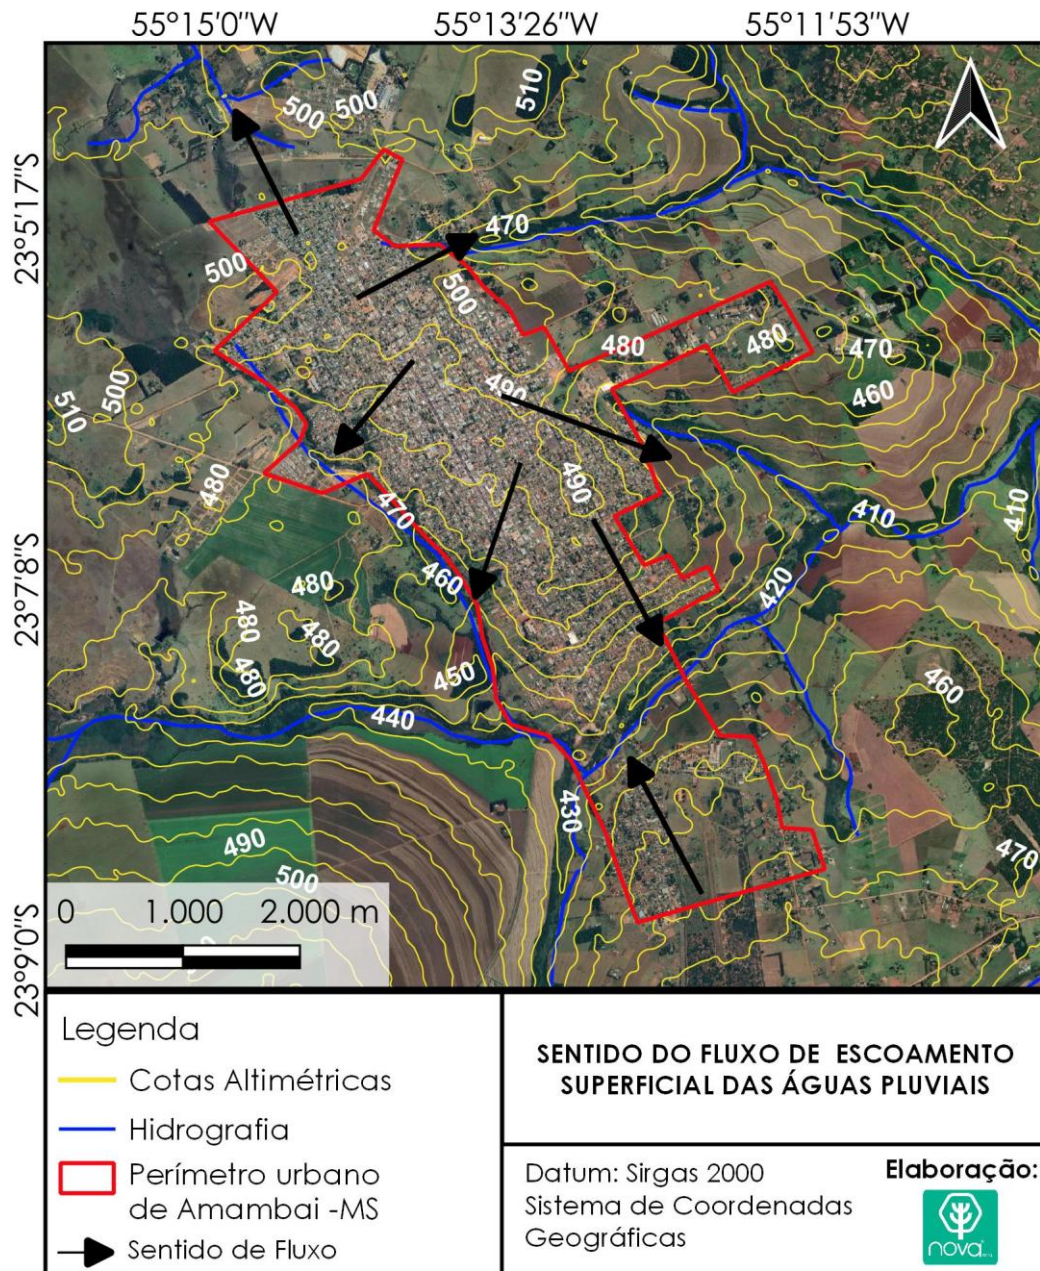 55°15'0"W
55°13'26"W
55°11'53"W
23°5'17"S
23°7'8"S
23°9'0"S
500
500
510
470
500
500
480
480
470
500
510
490
460
480
490
470
410
410
460
480
420
480
480
480
450
460
440
430
490
500
470
0 1.000 2.000 m
Legenda
Cotas Altimétricas
Hidrografia
Perímetro urbano
de Amambai -MS
Sentido de Fluxo
SENTIDO DO FLUXO DE ESCOAMENTO
SUPERFICIAL DAS ÁGUAS PLUVIAIS
Datum: Sirgas 2000
Sistema de Coordenadas
Geográficas
Elaboração:
nova